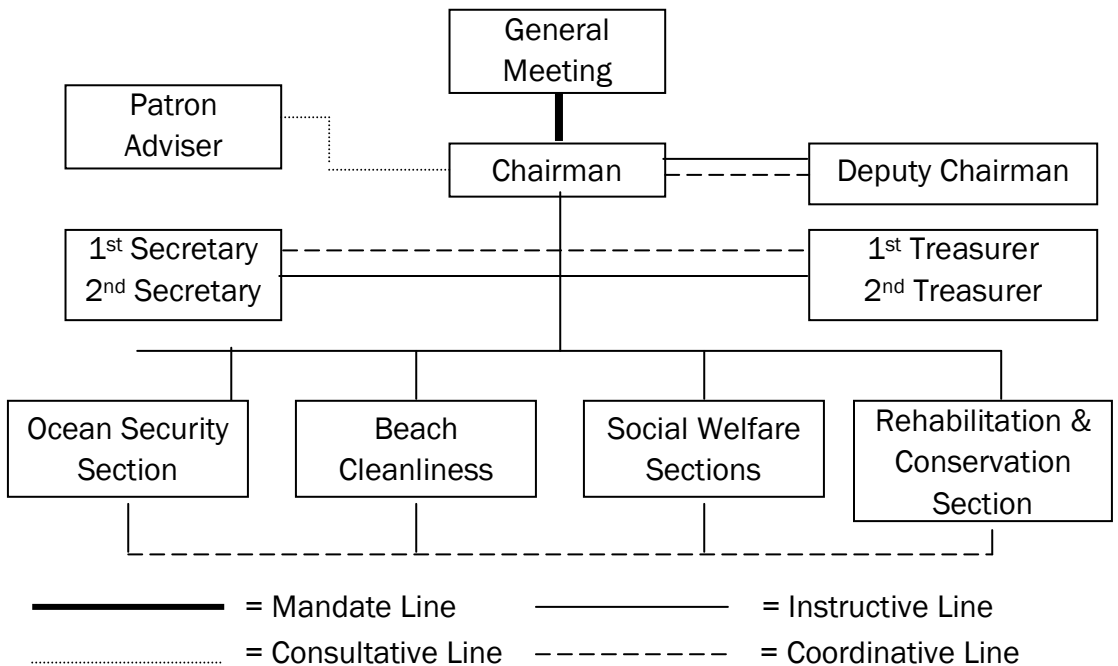 General
Meeting
Patron
Adviser
Chairman
Deputy Chairman
1st Secretary
2nd Secretary
1st Treasurer
2nd Treasurer
Ocean Security
Section
Beach
Cleanliness
Social Welfare
Sections
Rehabilitation &
Conservation
Section
= Mandate Line
= Instructive Line
= Consultative Line
= Coordinative Line